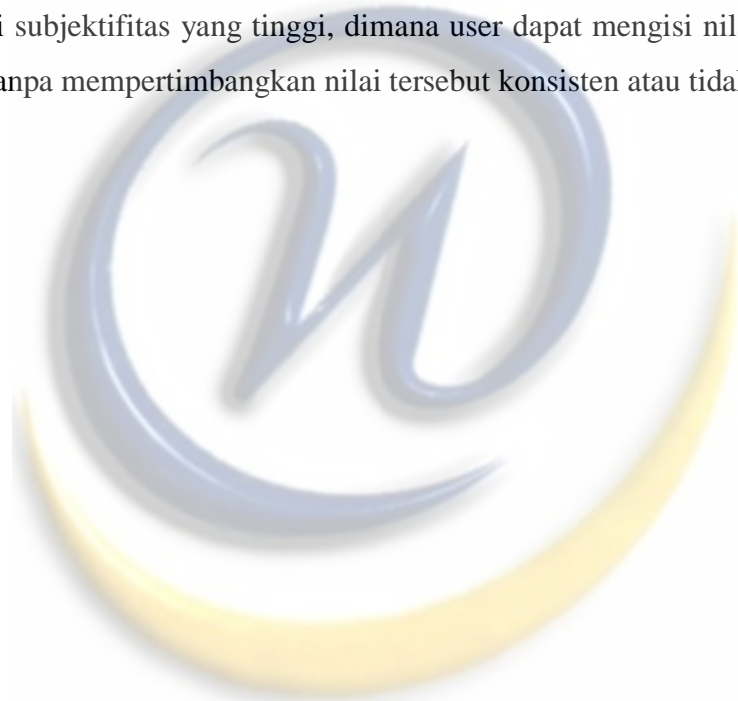 i subjektifitas yang tinggi, dimana user dapat mengisi nil
anpa mempertimbangkan nilai tersebut konsisten atau tidal